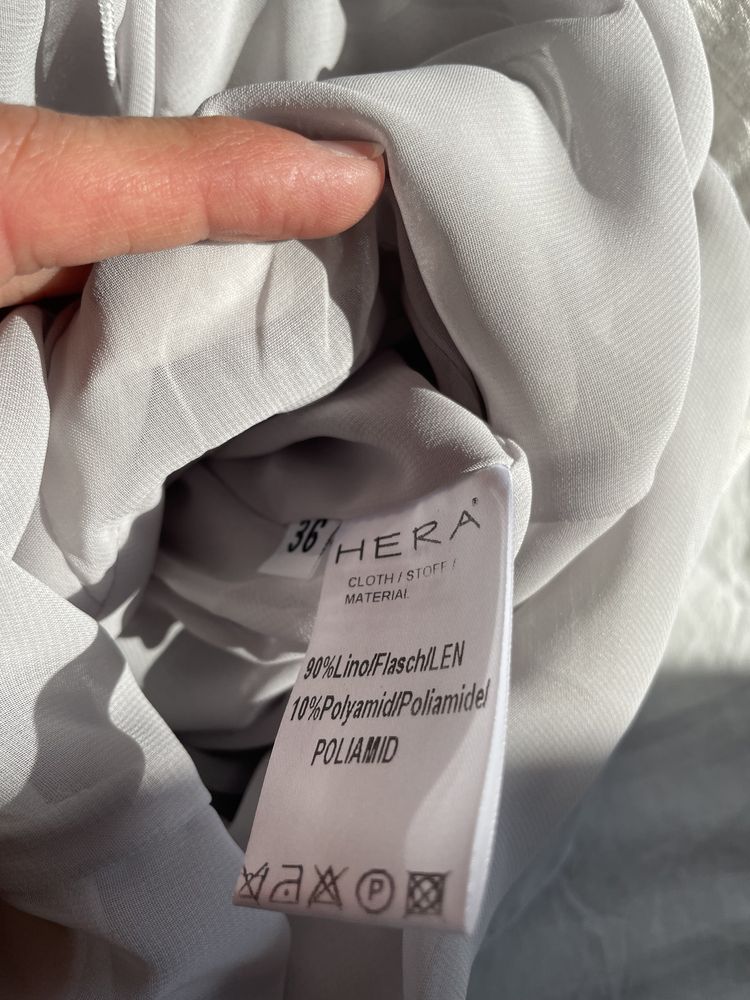 36
HERA
CLOTH / STOFF /
MATERIAL
90%Lino/Flasch/LEN
10%Polyamid/Poliamide/
POLIAMID
P